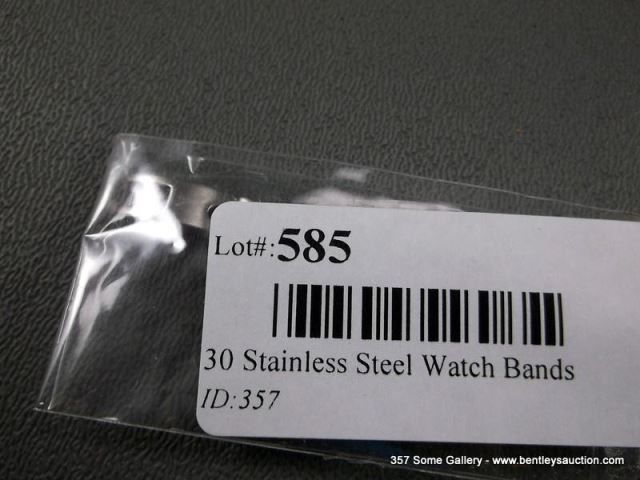 Lot#:585
30 Stainless Steel Watch Bands
ID:357
357 Some Gallery - www.bentleysauction.com